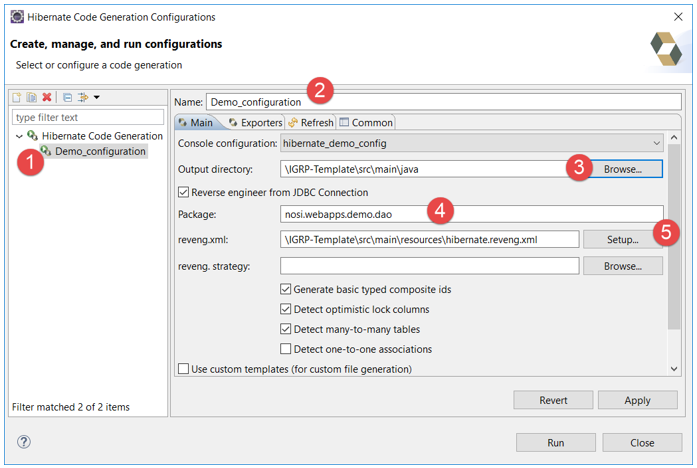 Hibernate Code Generation Configurations
Create, manage, and run configurations
Select or configure a code generation
type filter text
Hibernate Code Generation
1 Demo_configuration
Filter matched 2 of 2 items
Name: Demo_configuration 2
Main Exporters Refresh Common
Console configuration: hibernate_demo_config
Output directory: \IGRP-Template\src\main\java 3 Browse...
Reverse engineer from JDBC Connection
Package: nosi.webapps.demo.dao 4
reveng.xml: \IGRP-Template\src\main\resources\hibernate.reveng.xml Setup... 5
reveng. strategy: Browse...
Generate basic typed composite ids
Detect optimistic lock columns
Detect many-to-many tables
Detect one-to-one associations
Use custom templates (for custom file generation)
Revert Apply
? Run Close